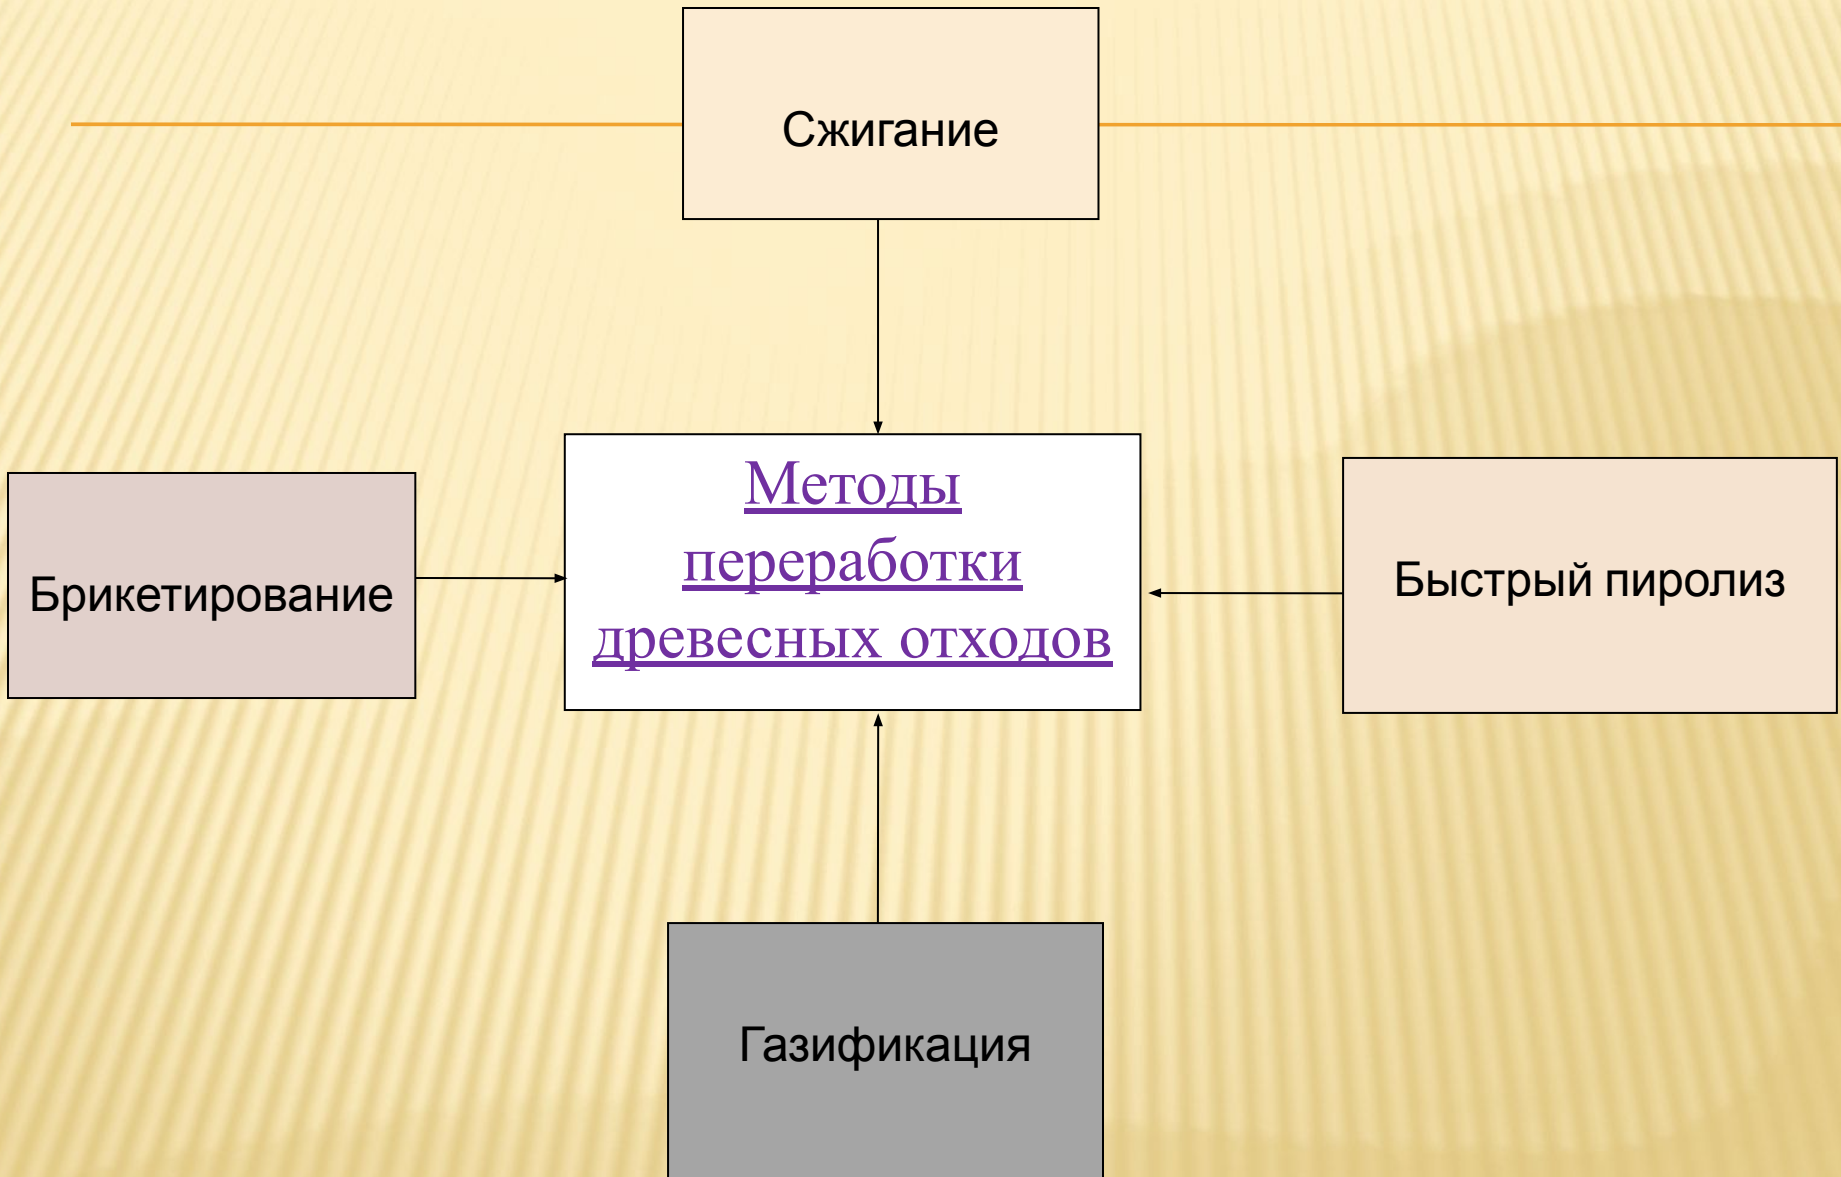 Сжигание
Брикетирование
Методы
переработки
древесных отходов
Быстрый пиролиз
Газификация